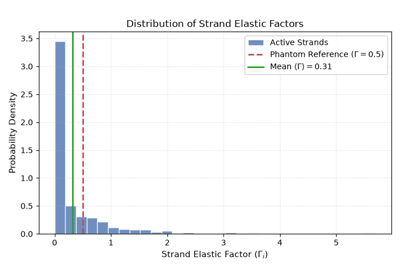 Distribution of Strand Elastic Factors
Active Strands
Phantom Reference (Γ = 0.5)
Mean ⟨Γ⟩ = 0.31
Probability Density
3.5
3.0
2.5
2.0
1.5
1.0
0.5
0.0
0 1 2 3 4 5
Strand Elastic Factor (Γᵢ)